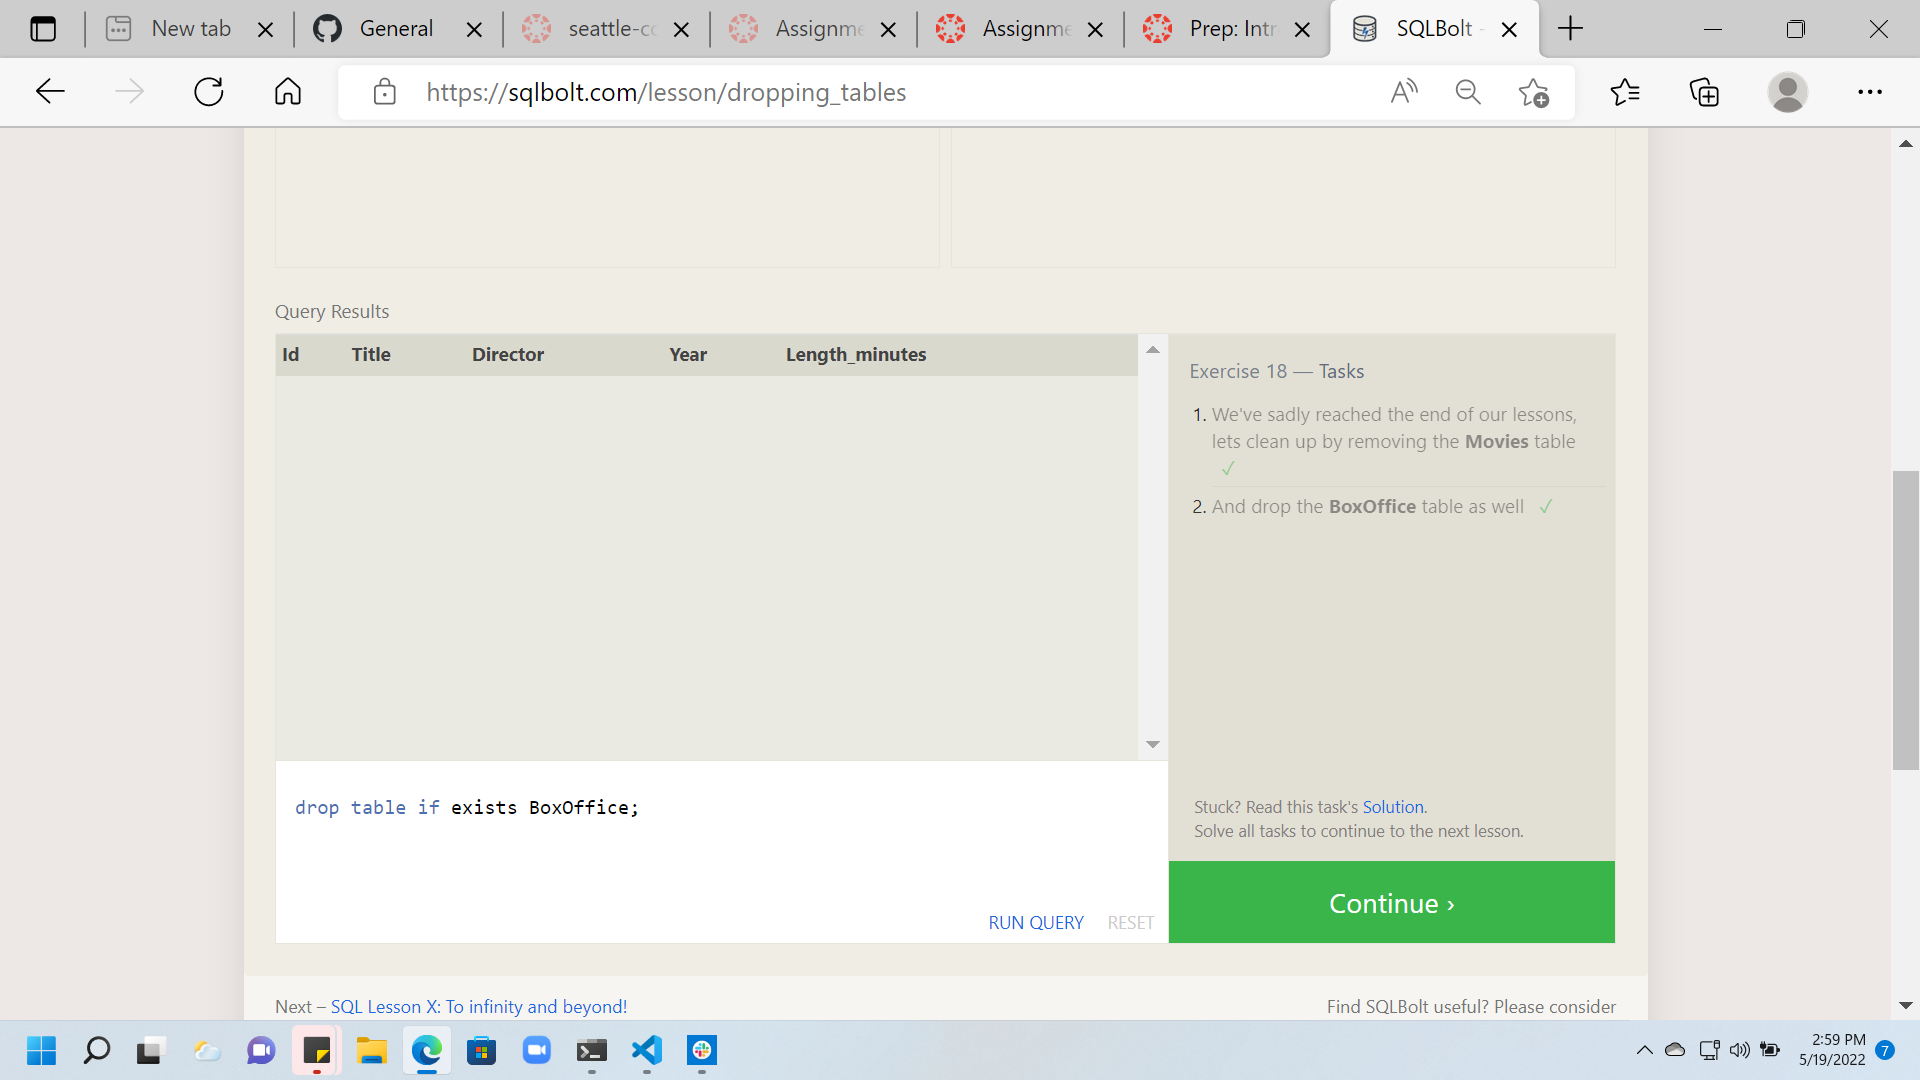 New tab
General
seattle-co
Assignme
Assignme
Prep: Intr
SQLBolt -
https://sqlbolt.com/lesson/dropping_tables
Query Results
Id Title Director Year Length_minutes
Exercise 18 — Tasks
1. We've sadly reached the end of our lessons,
lets clean up by removing the Movies table
✓
2. And drop the BoxOffice table as well ✓
drop table if exists BoxOffice;
RUN QUERY RESET
Stuck? Read this task's Solution.
Solve all tasks to continue to the next lesson.
Continue ›
Next – SQL Lesson X: To infinity and beyond!
Find SQLBolt useful? Please consider
2:59 PM
5/19/2022
7